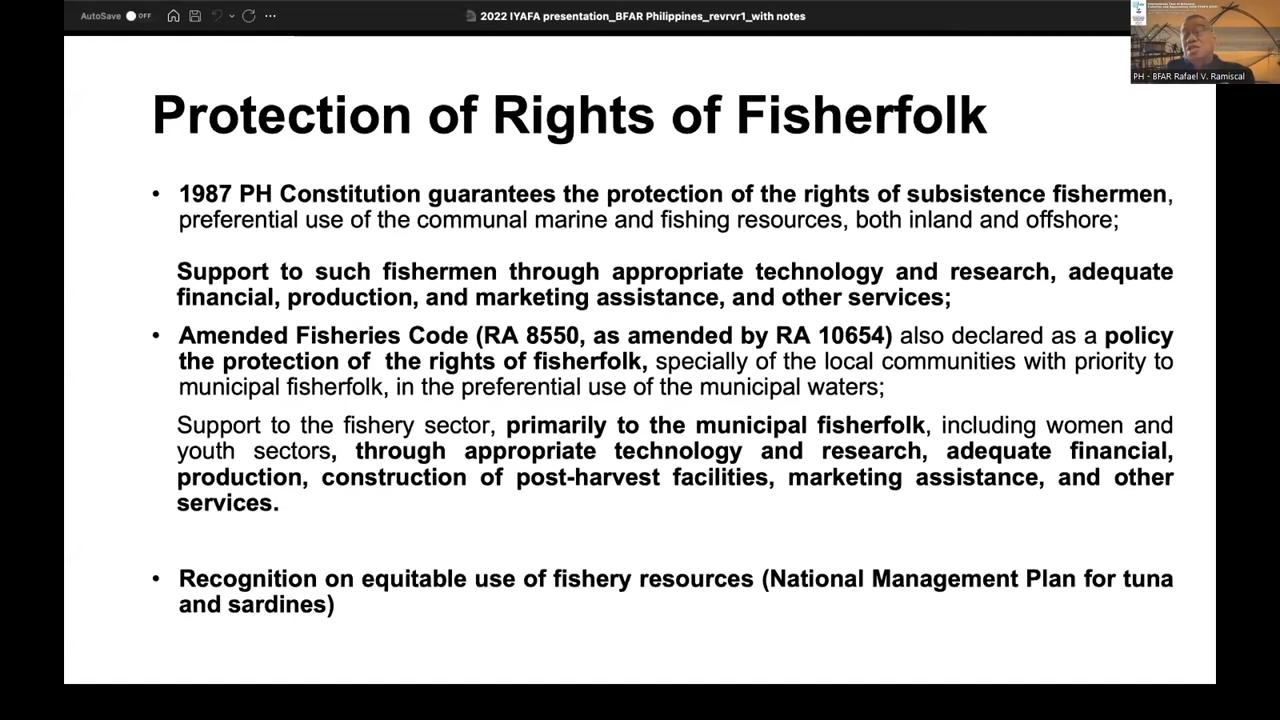 AutoSave OFF
2022 IYAFA presentation_BFAR Philippines_revrvr1_with notes
PH - BFAR Rafael V. Ramiscal
Protection of Rights of Fisherfolk
• 1987 PH Constitution guarantees the protection of the rights of subsistence fishermen,
preferential use of the communal marine and fishing resources, both inland and offshore;
Support to such fishermen through appropriate technology and research, adequate
financial, production, and marketing assistance, and other services;
• Amended Fisheries Code (RA 8550, as amended by RA 10654) also declared as a policy
the protection of the rights of fisherfolk, specially of the local communities with priority to
municipal fisherfolk, in the preferential use of the municipal waters;
Support to the fishery sector, primarily to the municipal fisherfolk, including women and
youth sectors, through appropriate technology and research, adequate financial,
production, construction of post-harvest facilities, marketing assistance, and other
services.
• Recognition on equitable use of fishery resources (National Management Plan for tuna
and sardines)